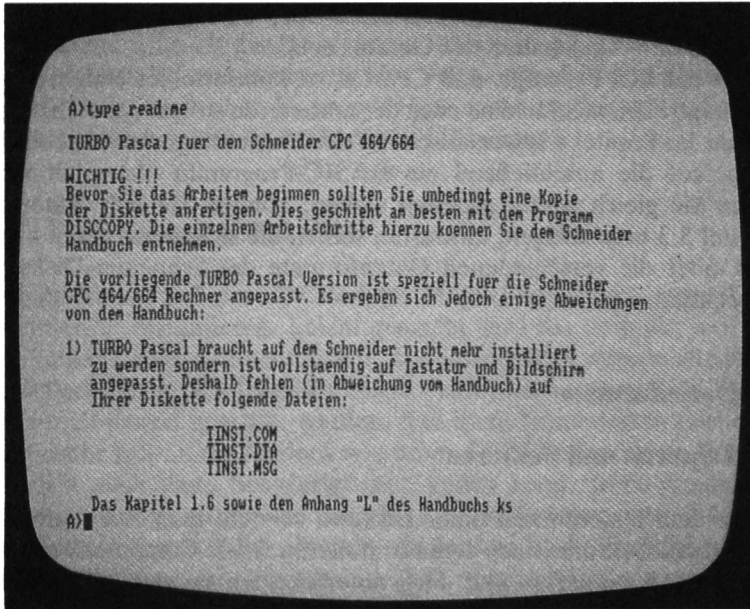 A>type read.me
TURBO Pascal fuer den Schneider CPC 464/664
WICHTIG !!!
Bevor Sie das Arbeitem beginnen sollten Sie unbedingt eine Kopie
der Diskette anfertigen. Dies geschieht am besten mit dem Programm
DISCCOPY. Die einzelnen Arbeitschritte hierzu koennen Sie dem Schneider
Handbuch entnehmen.
Die vorliegende TURBO Pascal Version ist speziell fuer die Schneider
CPC 464/664 Rechner angepasst. Es ergeben sich jedoch einige Abweichungen
von dem Handbuch:
1) TURBO Pascal braucht auf dem Schneider nicht mehr installiert
zu werden sondern ist vollstaendig auf Tastatur und Bildschirm
angepasst. Deshalb fehlen (in Abweichung vom Handbuch) auf
Ihrer Diskette folgende Dateien:
TINST.COM
TINST.DTA
TINST.MSG
Das Kapitel 1.6 sowie den Anhang "L" des Handbuchs ks
A>